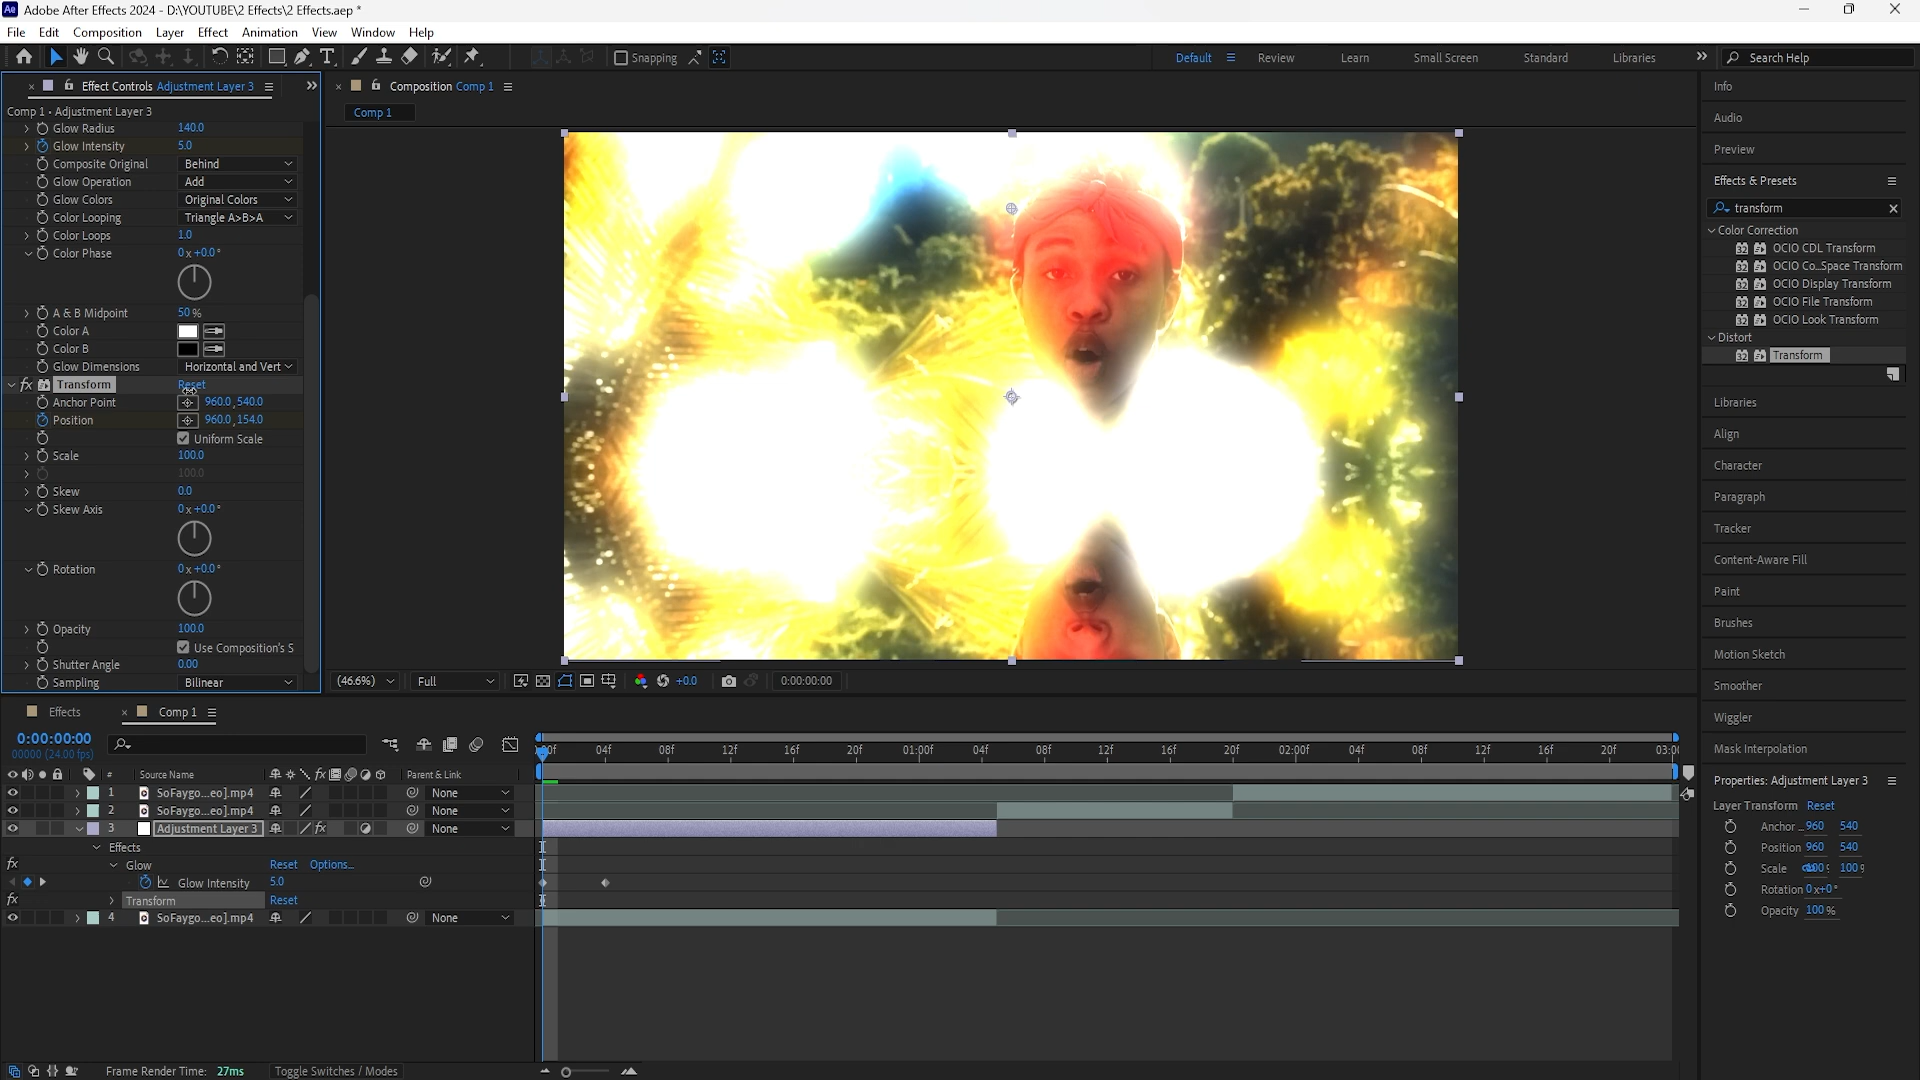 Adobe After Effects 2024 - D:\YOUTUBE\2 Effects\2 Effects.aep *
File Edit Composition Layer Effect Animation View Window Help
Snapping
Default Review Learn Small Screen Standard Libraries
Search Help
Effect Controls Adjustment Layer 3
Comp 1 • Adjustment Layer 3
Glow Radius 140.0
Glow Intensity 5.0
Composite Original Behind
Glow Operation Add
Glow Colors Original Colors
Color Looping Triangle A>B>A
Color Loops 1.0
Color Phase 0x+0.0°
A & B Midpoint 50%
Color A
Color B
Glow Dimensions Horizontal and Vert
Transform Reset
Anchor Point 960.0,540.0
Position 960.0,154.0
Uniform Scale
Scale 100.0
100.0
Skew 0.0
Skew Axis 0x+0.0°
Rotation 0x+0.0°
Opacity 100.0
Use Composition's S
Shutter Angle 0.00
Sampling Bilinear
Composition Comp 1
Comp 1
(46.6%) Full +0.0 0:00:00:00
Info
Audio
Preview
Effects & Presets
transform
Color Correction
OCIO CDL Transform
OCIO Co...Space Transform
OCIO Display Transform
OCIO File Transform
OCIO Look Transform
Distort
Transform
Libraries
Align
Character
Paragraph
Tracker
Content-Aware Fill
Paint
Brushes
Motion Sketch
Smoother
Wiggler
Mask Interpolation
Properties: Adjustment Layer 3
Layer Transform Reset
Anchor... 960 540
Position 960 540
Scale 100%
Rotation 0x+0°
Opacity 100%
Effects Comp 1
0:00:00:00
00000 (24.00 fps)
:00f 04f 08f 12f 16f 20f 01:00f 04f 08f 12f 16f 20f 02:00f 04f 08f 12f 16f 20f 03:0
# Source Name Parent & Link
1 SoFaygo...eo].mp4 None
2 SoFaygo...eo].mp4 None
3 Adjustment Layer 3 None
Effects
Glow Reset Options...
Glow Intensity 5.0
Transform Reset
4 SoFaygo...eo].mp4 None
Frame Render Time: 27ms Toggle Switches / Modes